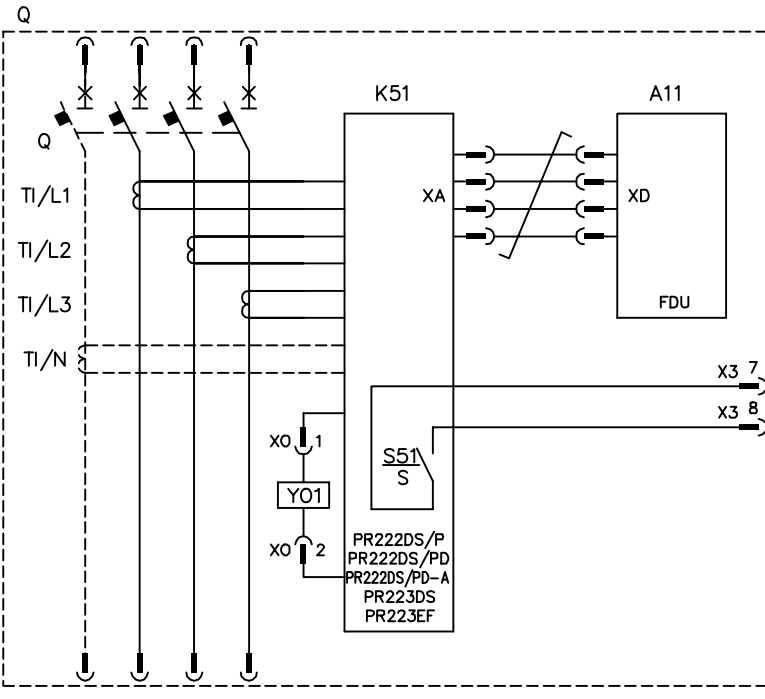 Q
K51
A11
Q
TI/L1
XA
XD
TI/L2
TI/L3
FDU
TI/N
X3 7
X3 8
X0 1
S51
S
Y01
X0 2
PR222DS/P
PR222DS/PD
PR222DS/PD-A
PR223DS
PR223EF